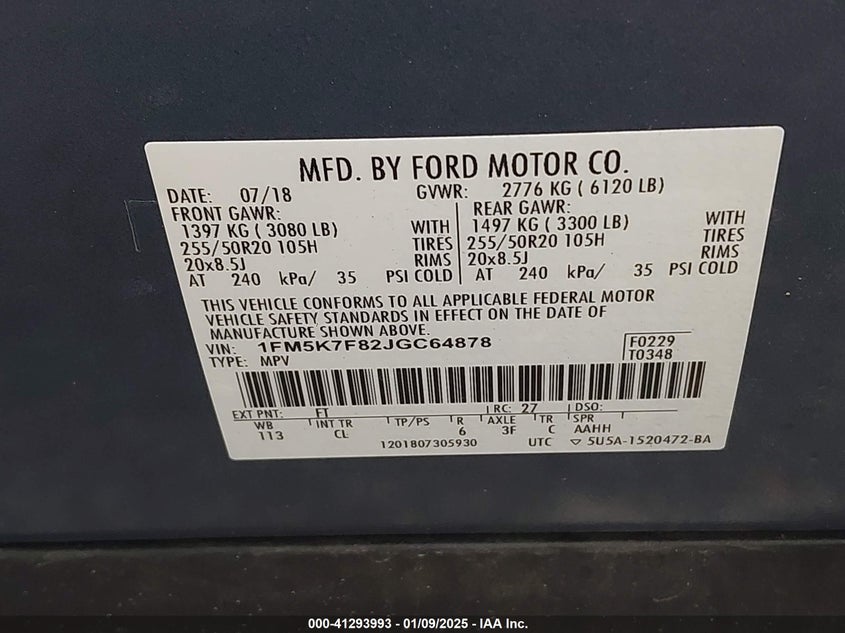 MFD. BY FORD MOTOR CO.
DATE: 07/18 GVWR: 2776 KG ( 6120 LB)
FRONT GAWR: REAR GAWR:
1397 KG ( 3080 LB) WITH 1497 KG ( 3300 LB) WITH
255/50R20 105H TIRES 255/50R20 105H TIRES
20x8.5J RIMS 20x8.5J RIMS
AT 240 kPa/ 35 PSI COLD AT 240 kPa/ 35 PSI COLD
THIS VEHICLE CONFORMS TO ALL APPLICABLE FEDERAL MOTOR
VEHICLE SAFETY STANDARDS IN EFFECT ON THE DATE OF
MANUFACTURE SHOWN ABOVE.
VIN: 1FM5K7F82JGC64878 F0229
TYPE: MPV T0348
EXT PNT: FT RC: 27 DSO:
WB INT TR TP/PS R AXLE TR SPR
113 CL 6 3F C AAHH
1201807305930 UTC ▽ 5U5A-1520472-BA
000-41293993 - 01/09/2025 - IAA Inc.